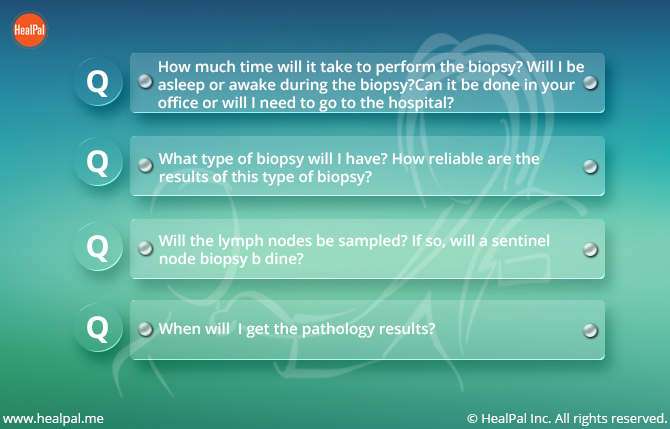 HealPal
Q
How much time will it take to perform the biopsy? Will I be
asleep or awake during the biopsy?Can it be done in your
office or will I need to go to the hospital?
Q
What type of biopsy will I have? How reliable are the
results of this type of biopsy?
Q
Will the lymph nodes be sampled? If so, will a sentinel
node biopsy b dine?
Q
When will  I get the pathology results?
www.healpal.me
© HealPal Inc. All rights reserved.